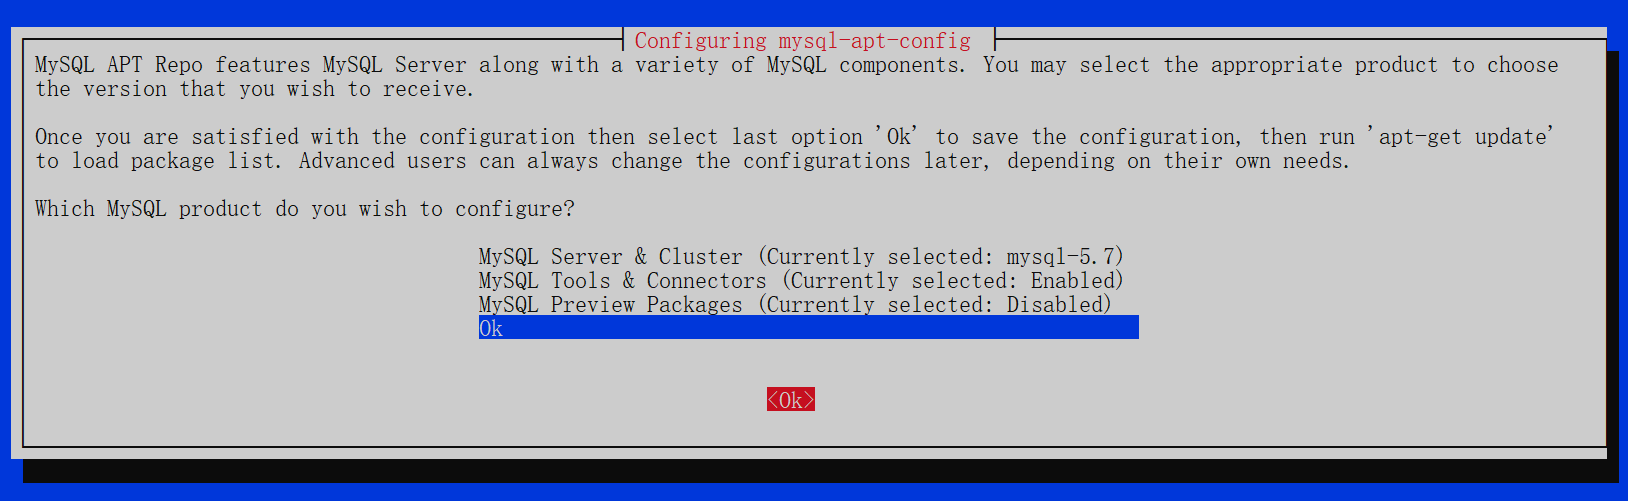 Configuring mysql-apt-config
MySQL APT Repo features MySQL Server along with a variety of MySQL components. You may select the appropriate product to choose
the version that you wish to receive.
Once you are satisfied with the configuration then select last option 'Ok' to save the configuration, then run 'apt-get update'
to load package list. Advanced users can always change the configurations later, depending on their own needs.
Which MySQL product do you wish to configure?
MySQL Server & Cluster (Currently selected: mysql-5.7)
MySQL Tools & Connectors (Currently selected: Enabled)
MySQL Preview Packages (Currently selected: Disabled)
Ok
<Ok>